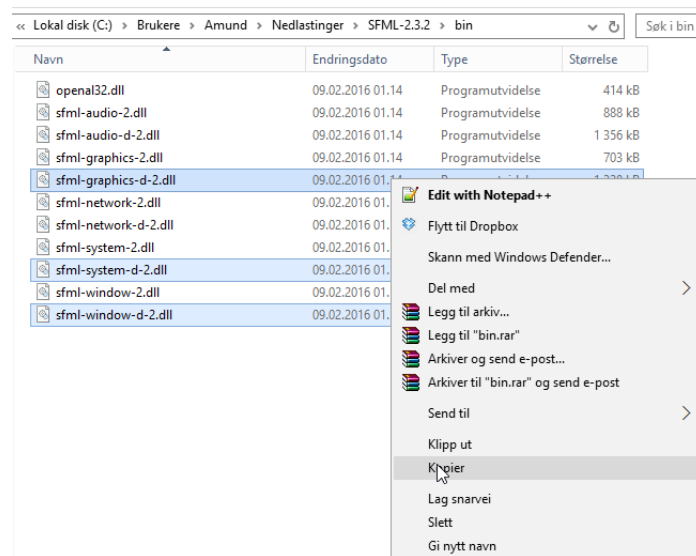 « Lokal disk (C:) > Brukere > Amund > Nedlastinger > SFML-2.3.2 > bin Søk i bin
Navn Endringsdato Type Størrelse
openal32.dll 09.02.2016 01.14 Programutvidelse 414 kB
sfml-audio-2.dll 09.02.2016 01.14 Programutvidelse 888 kB
sfml-audio-d-2.dll 09.02.2016 01.14 Programutvidelse 1 356 kB
sfml-graphics-2.dll 09.02.2016 01.14 Programutvidelse 703 kB
sfml-graphics-d-2.dll 09.02.2016 01.14
sfml-network-2.dll 09.02.2016 01.
sfml-network-d-2.dll 09.02.2016 01.
sfml-system-2.dll 09.02.2016 01.
sfml-system-d-2.dll 09.02.2016 01.
sfml-window-2.dll 09.02.2016 01.
sfml-window-d-2.dll 09.02.2016 01.
Edit with Notepad++
Flytt til Dropbox
Skann med Windows Defender...
Del med
Legg til arkiv...
Legg til "bin.rar"
Arkiver og send e-post...
Arkiver til "bin.rar" og send e-post
Send til
Klipp ut
Kopier
Lag snarvei
Slett
Gi nytt navn